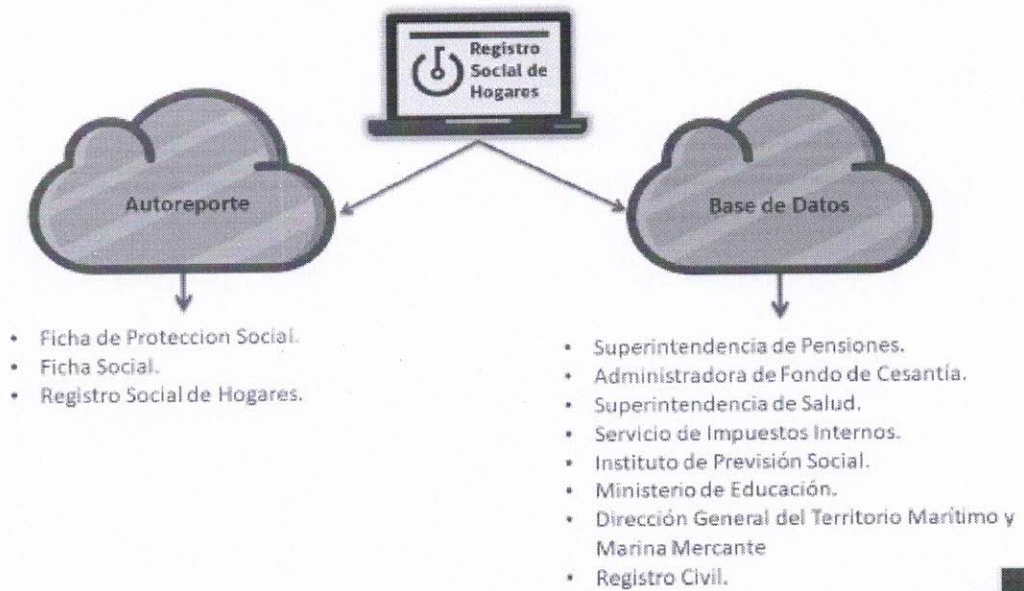 Registro
Social de
Hogares
Autoreporte
Base de Datos
• Ficha de Proteccion Social.
• Ficha Social.
• Registro Social de Hogares.
• Superintendencia de Pensiones.
• Administradora de Fondo de Cesantía.
• Superintendencia de Salud.
• Servicio de Impuestos Internos.
• Instituto de Previsión Social.
• Ministerio de Educación.
• Dirección General del Territorio Marítimo y
Marina Mercante
• Registro Civil.